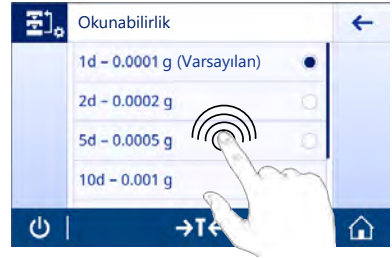 Okunabilirlik
1d – 0.0001 g (Varsayılan)
2d – 0.0002 g
5d – 0.0005 g
10d – 0.001 g
→T←